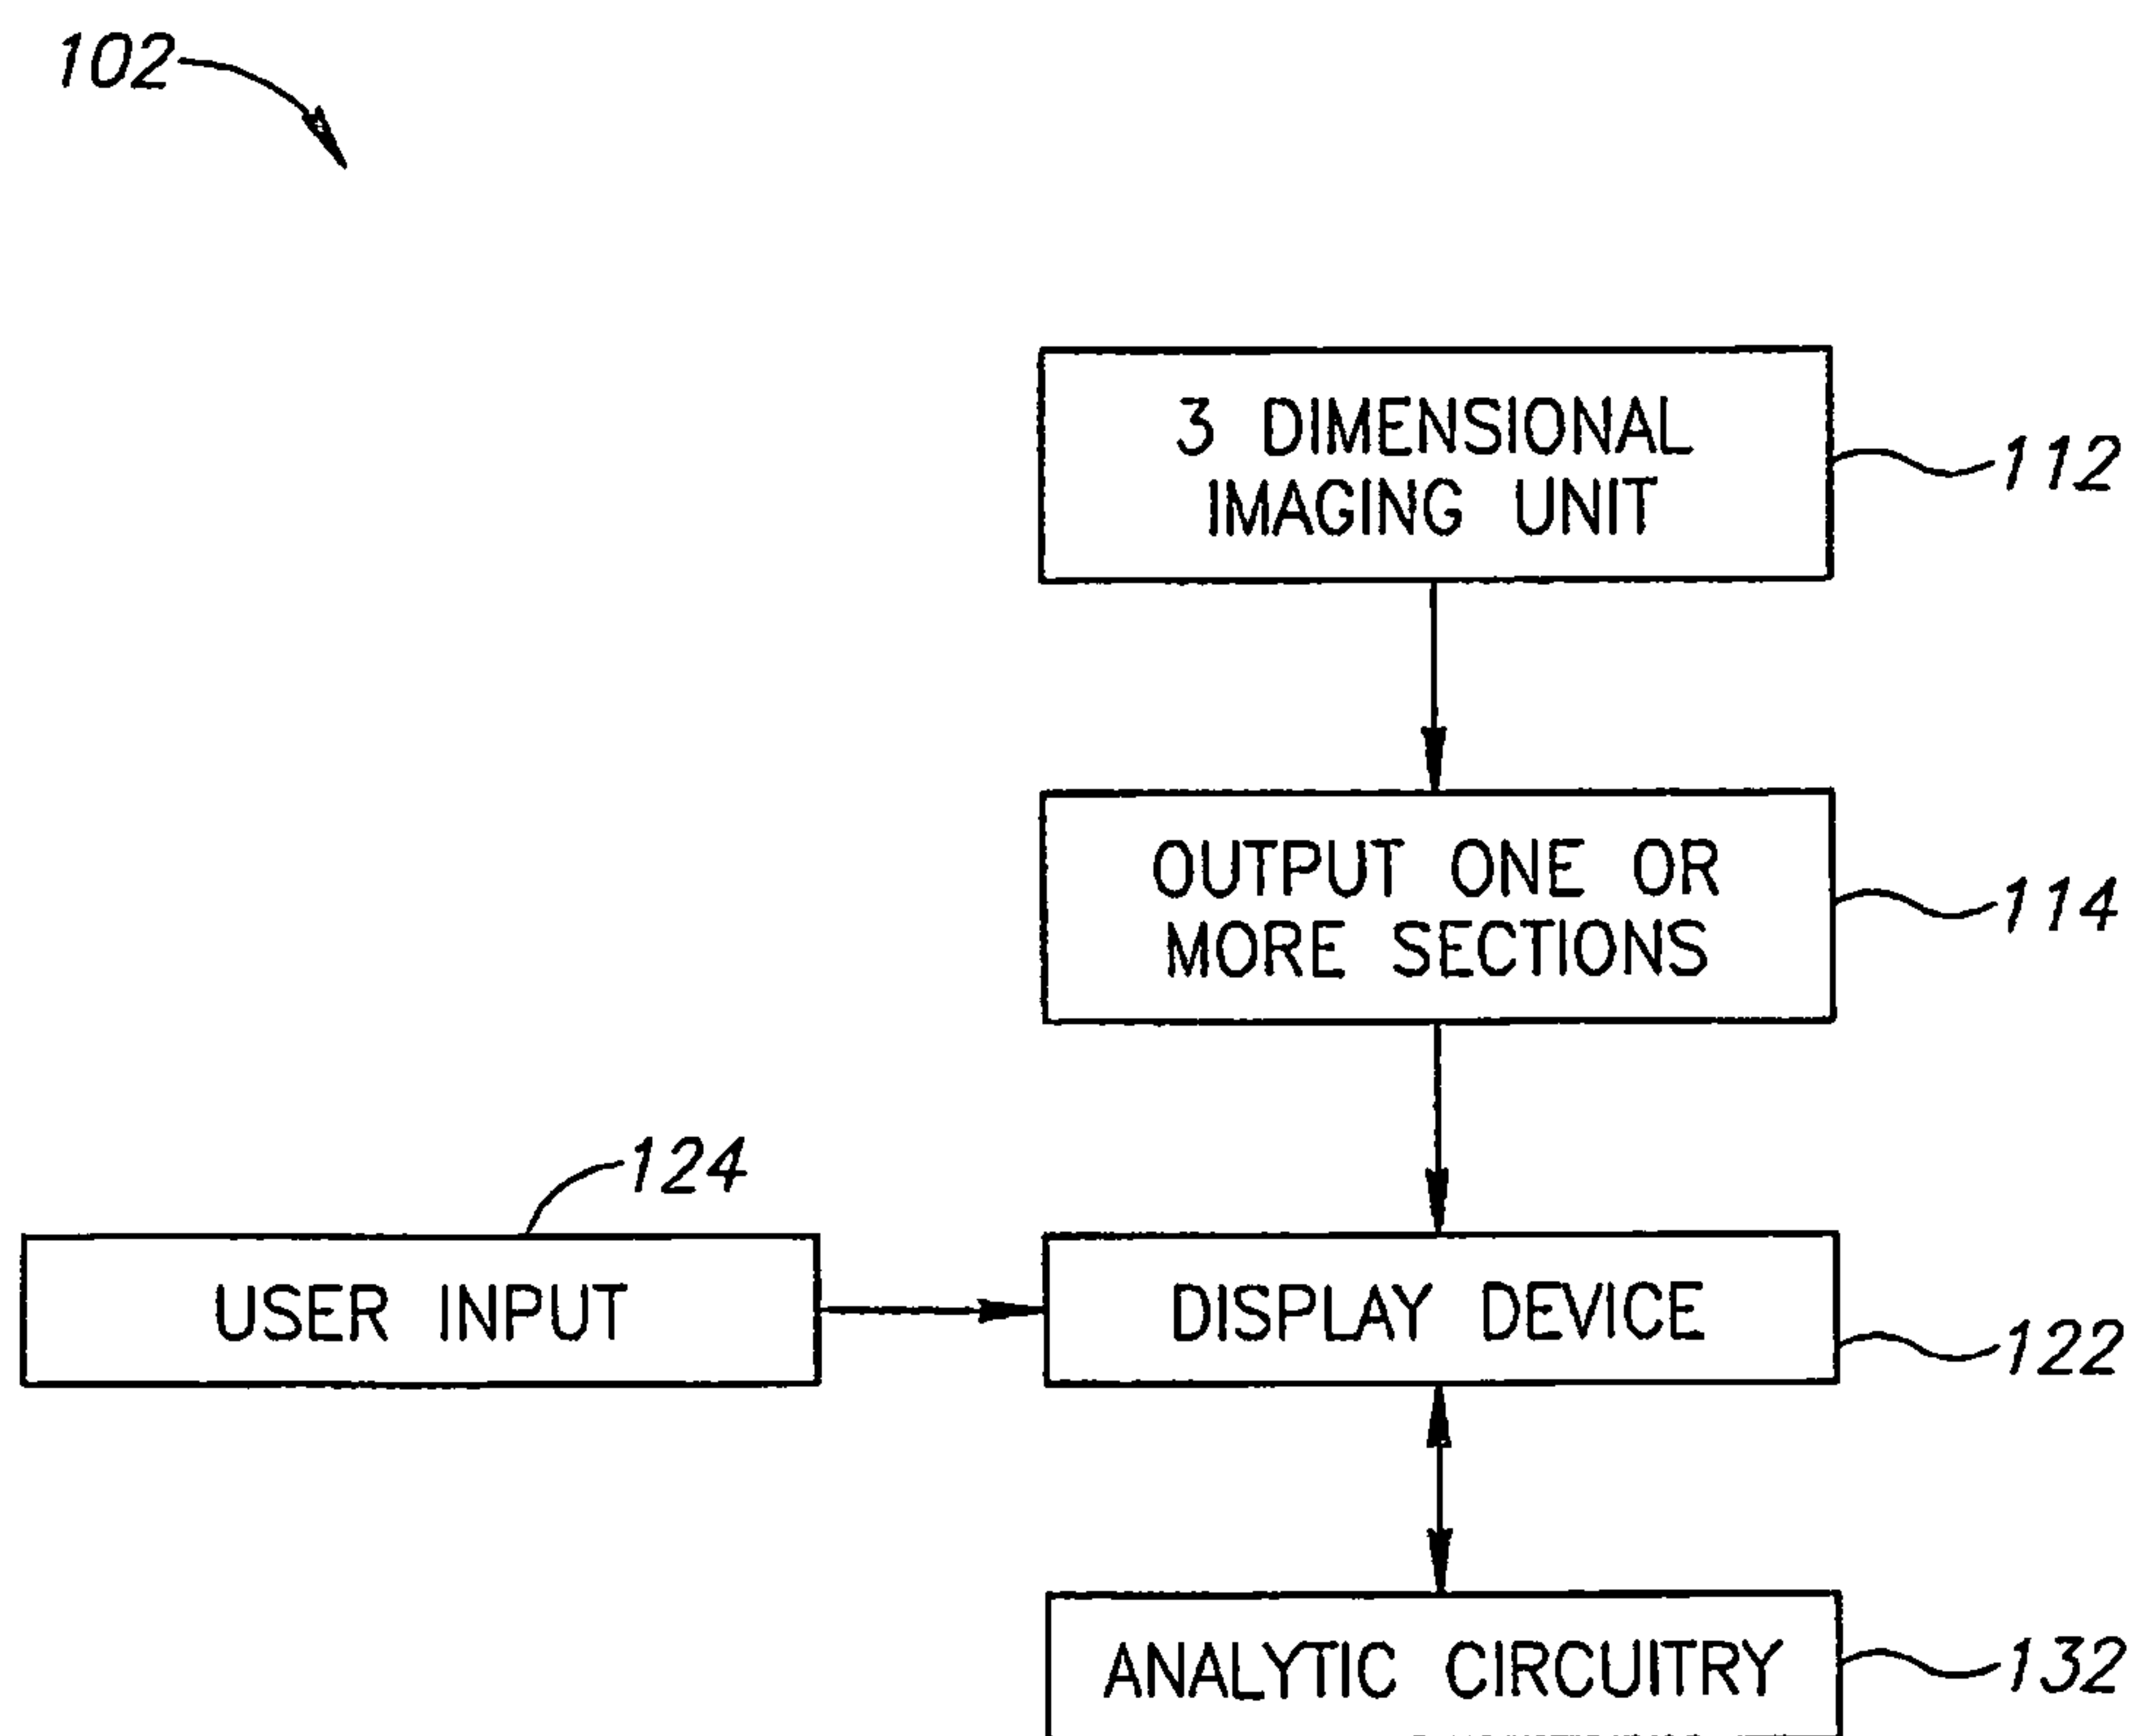 102
3 DIMENSIONAL
IMAGING UNIT
112
OUTPUT ONE OR
MORE SECTIONS
114
124
USER INPUT
DISPLAY DEVICE
122
ANALYTIC CIRCUITRY
132